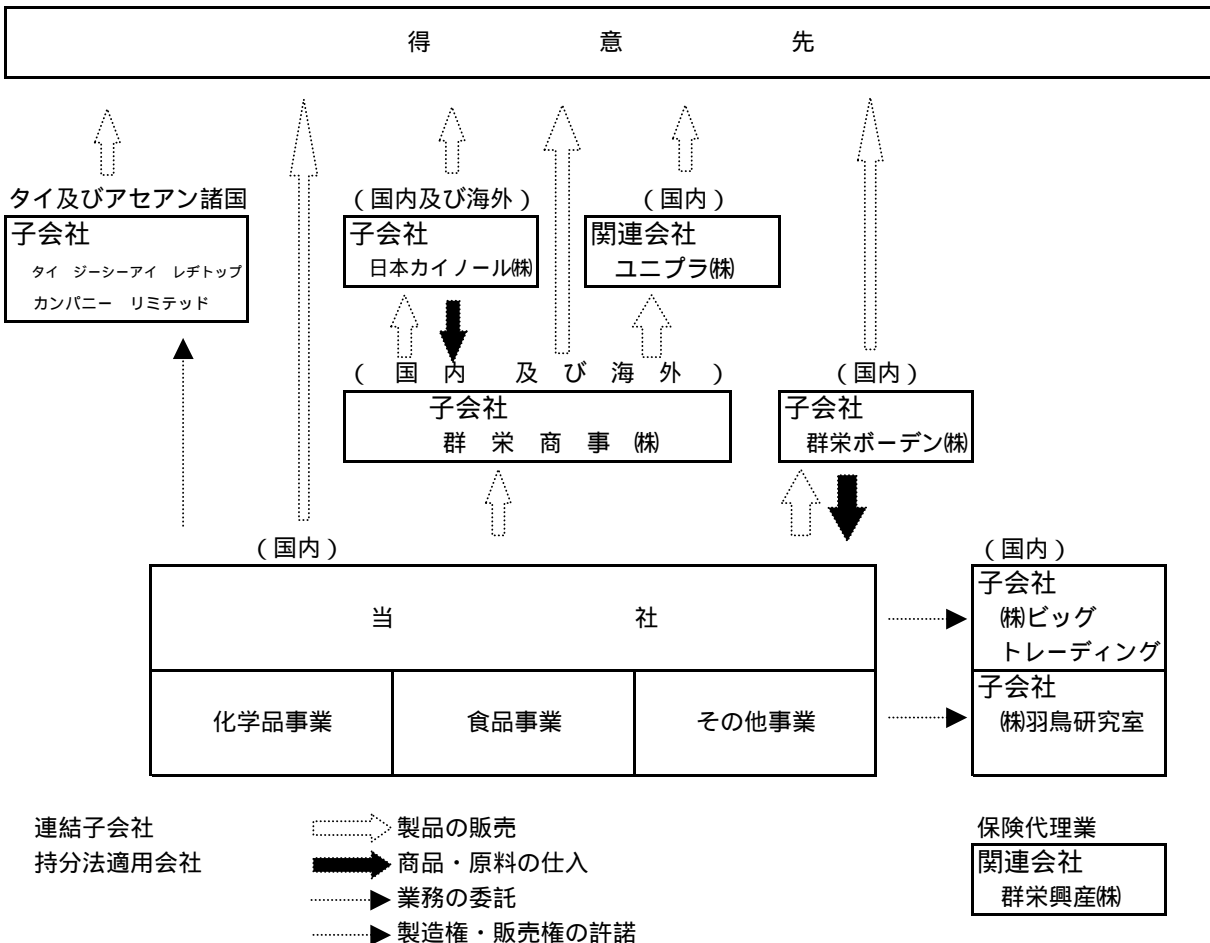 得意先
タイ及びアセアン諸国
子会社
タイ ジーシーアイ レヂトップ
カンパニー リミテッド
(国内及び海外)
子会社
日本カイノール㈱
(国内)
関連会社
ユニプラ㈱
(国内及び海外)
子会社
群栄商事㈱
(国内)
子会社
群栄ボーデン㈱
(国内)
当社
化学品事業
食品事業
その他事業
(国内)
子会社
㈱ビッグ
トレーディング
子会社
㈱羽鳥研究室
連結子会社
持分法適用会社
製品の販売
商品・原料の仕入
業務の委託
製造権・販売権の許諾
保険代理業
関連会社
群栄興産㈱